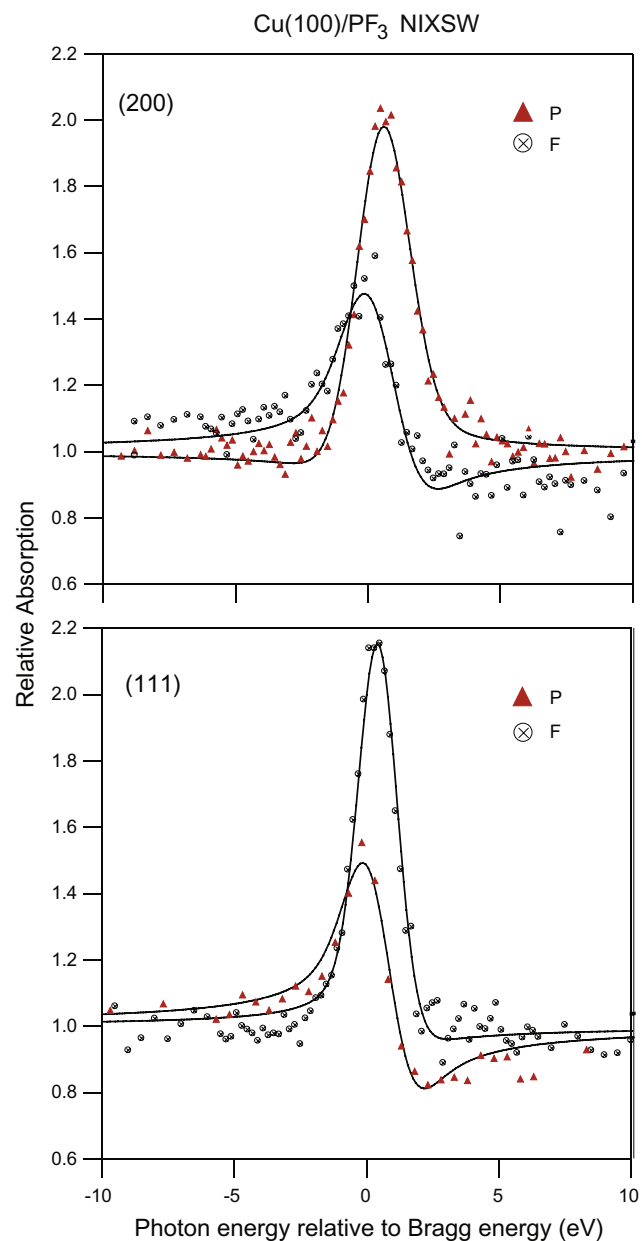 Cu(100)/PF3 NIXSW
2.2
(200)
P
2.0
F
1.8
1.6
1.4
1.2
1.0
0.8
0.6
Relative Absorption
2.2
(111)
P
2.0
F
1.8
1.6
1.4
1.2
1.0
0.8
0.6
-10 -5 0 5 10
Photon energy relative to Bragg energy (eV)